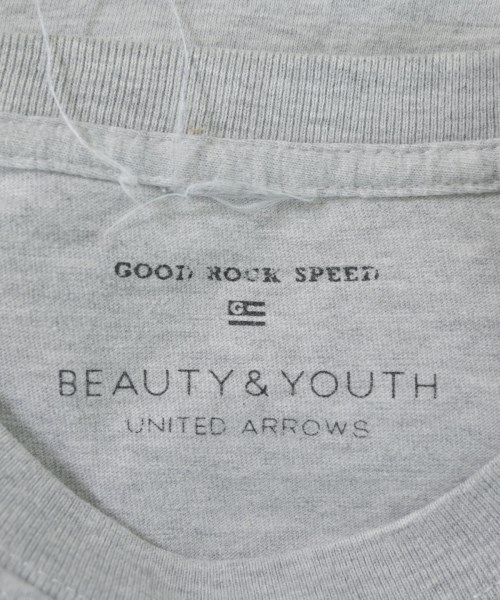 GOOD ROCK SPEED
G
BEAUTY & YOUTH
UNITED ARROWS